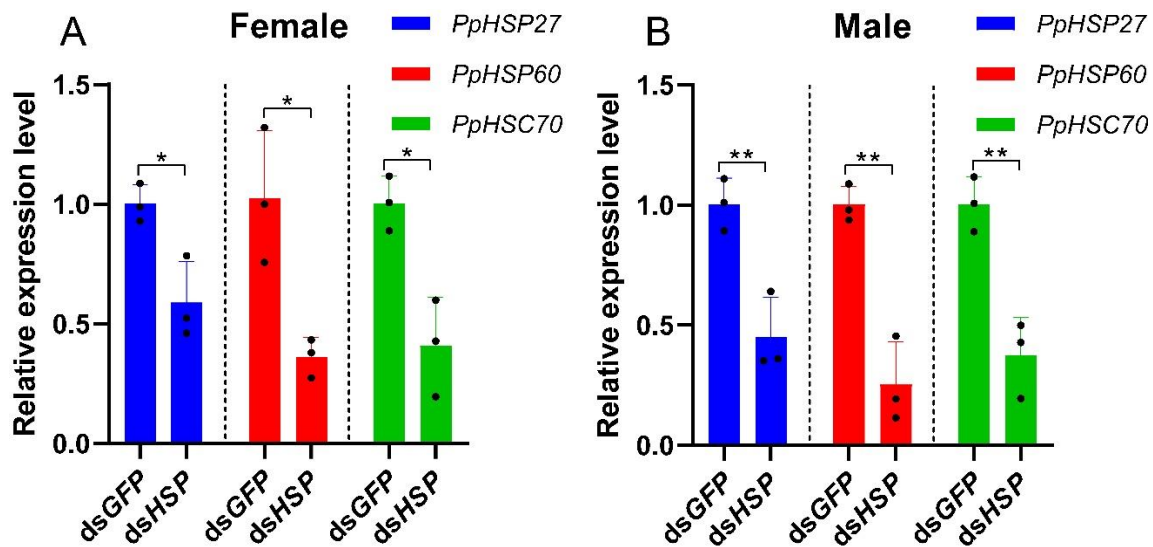 A
Female
PpHSP27
PpHSP60
PpHSC70
Relative expression level
1.5
1.0
0.5
0.0
*
*
*
dsGFP
dsHSP
dsGFP
dsHSP
dsGFP
dsHSP
B
Male
PpHSP27
PpHSP60
PpHSC70
Relative expression level
1.5
1.0
0.5
0.0
**
**
**
dsGFP
dsHSP
dsGFP
dsHSP
dsGFP
dsHSP